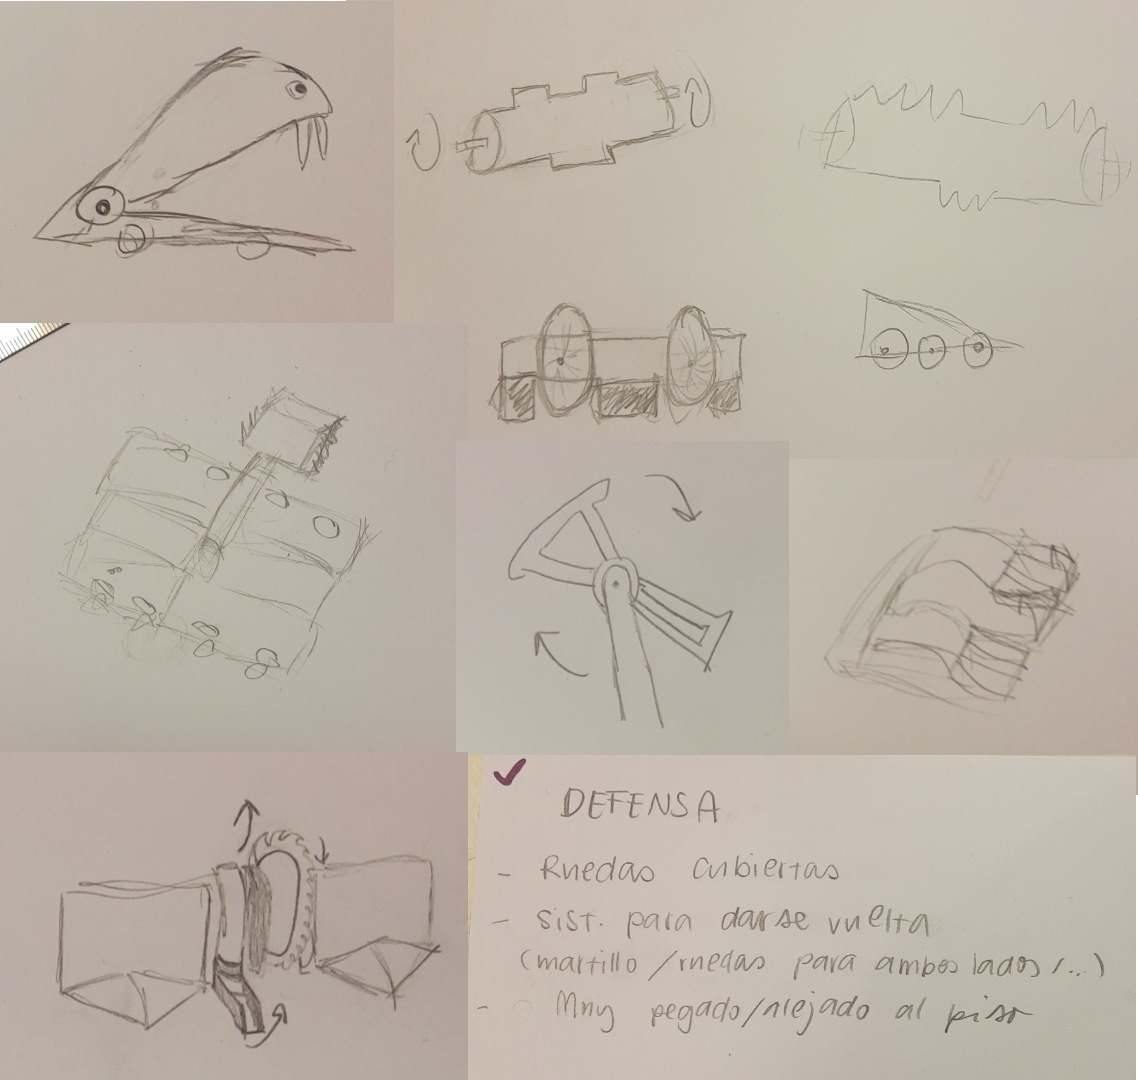 DEFENSA
- Ruedas cubiertas
- sist. para darse vuelta
(martillo/ruedas para ambos lados/...)
- Muy pegado/alejado al piso